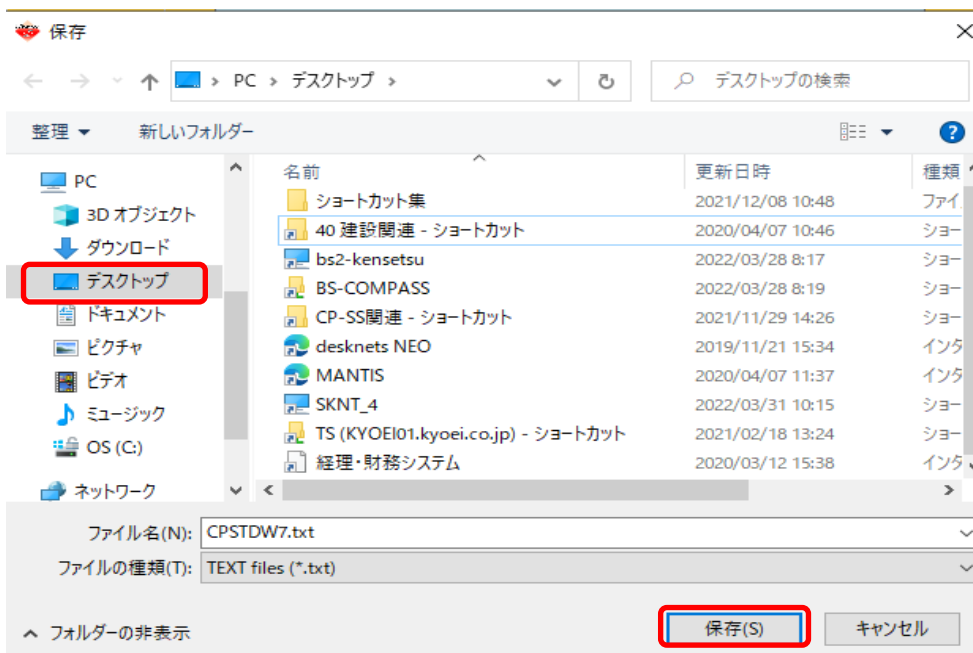 保存
PC > デスクトップ >
デスクトップの検索
整理 新しいフォルダー
PC
3D オブジェクト
ダウンロード
デスクトップ
ドキュメント
ピクチャ
ビデオ
ミュージック
OS (C:)
ネットワーク
名前 更新日時 種類
ショートカット集 2021/12/08 10:48 ファイ
40 建設関連 - ショートカット 2020/04/07 10:46 ショー
bs2-kensetsu 2022/03/28 8:17 ショー
BS-COMPASS 2022/03/28 8:19 ショー
CP-SS関連 - ショートカット 2021/11/29 14:26 ショー
desknets NEO 2019/11/21 15:34 インタ
MANTIS 2020/04/07 11:37 インタ
SKNT_4 2022/03/31 10:15 ショー
TS (KYOEI01.kyoei.co.jp) - ショートカット 2021/02/18 13:24 ショー
経理・財務システム 2020/03/12 15:38 インタ
ファイル名(N): CPSTDW7.txt
ファイルの種類(T): TEXT files (*.txt)
フォルダーの非表示
保存(S) キャンセル